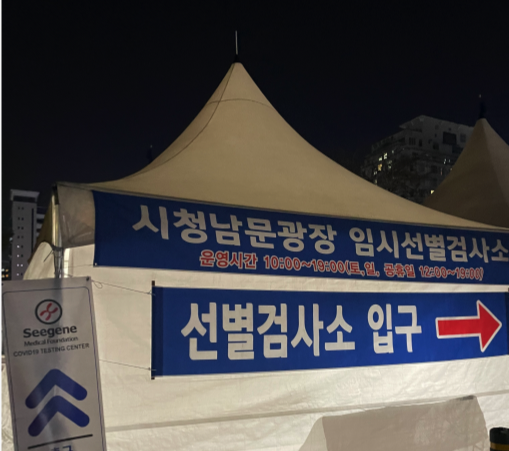 시청남문광장 임시선별검사소
운영시간 10:00~19:00(토,일, 공휴일 12:00~19:00)
선별검사소 입구
Seegene
Medical Foundation
COVID19 TESTING CENTER